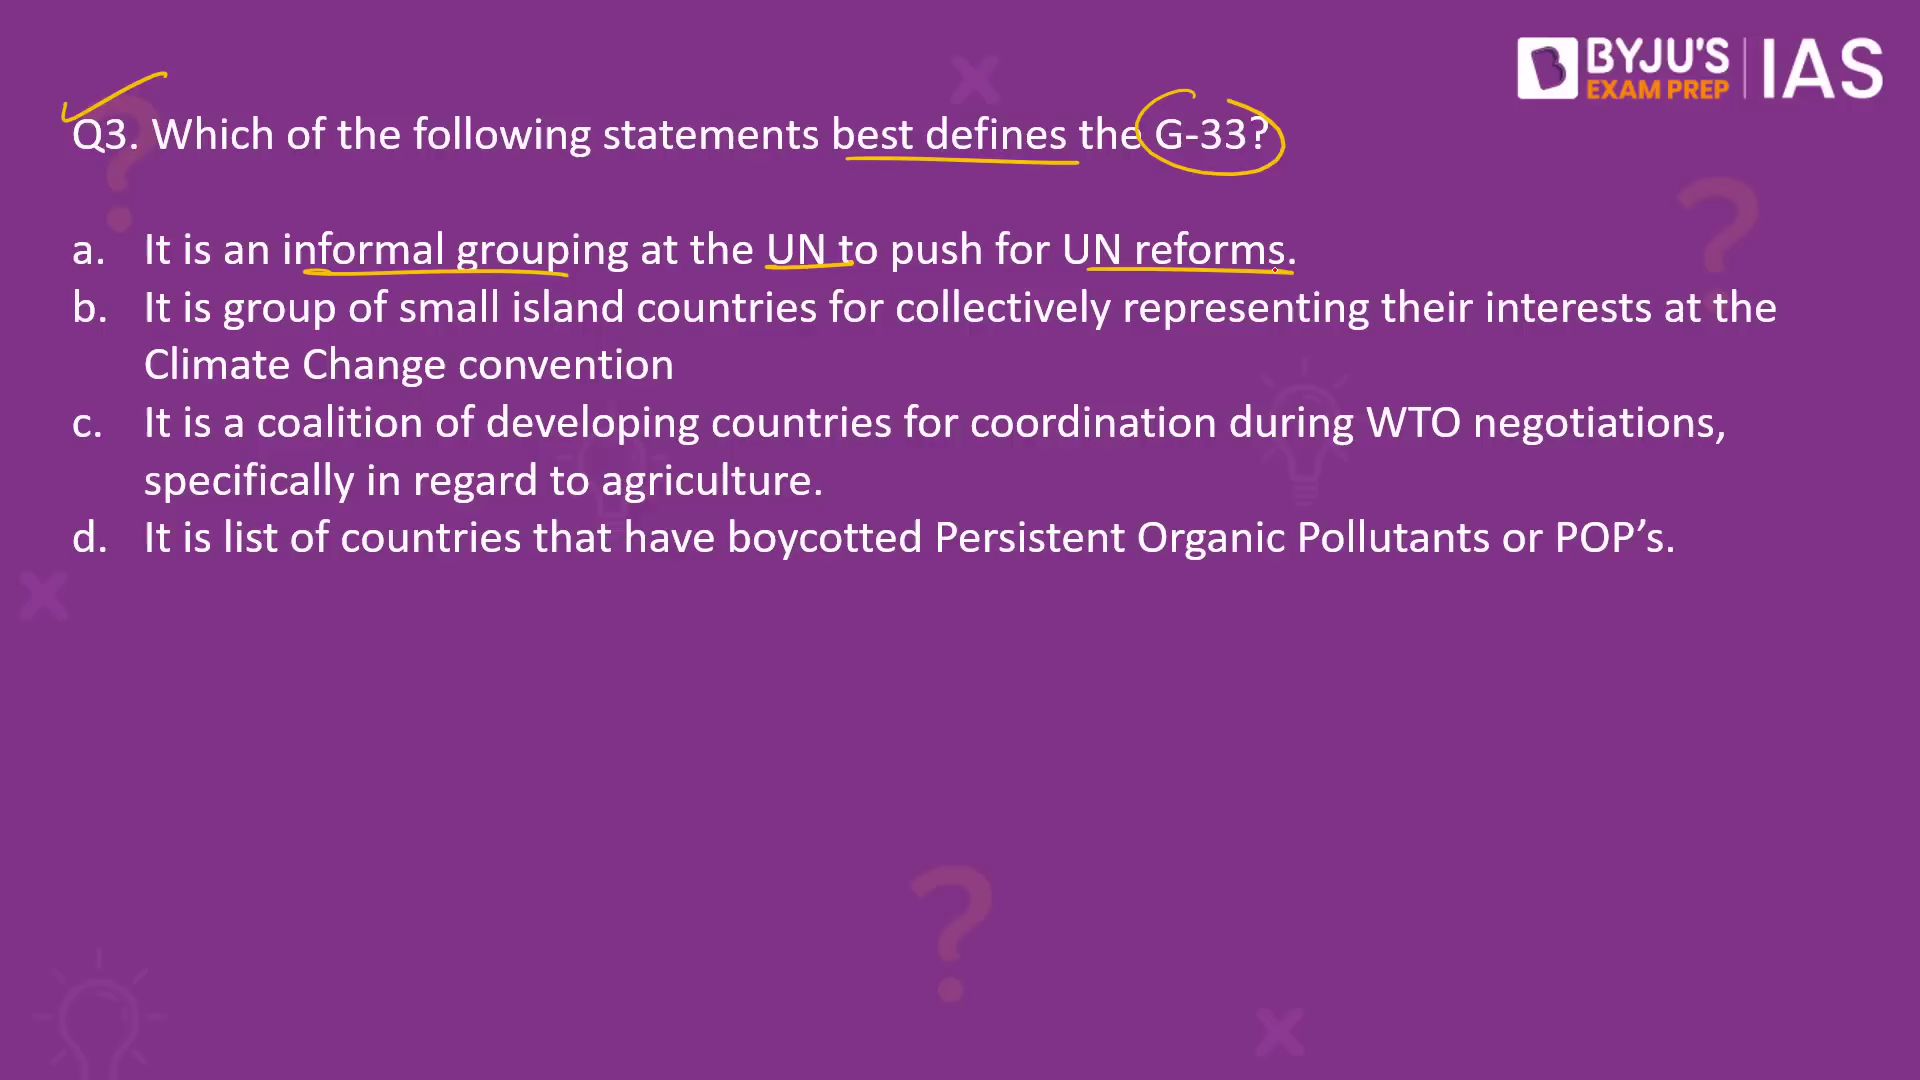 BYJU'S
EXAM PREP
IAS
Q3. Which of the following statements best defines the G-33?
a. It is an informal grouping at the UN to push for UN reforms.
b. It is group of small island countries for collectively representing their interests at the
Climate Change convention
c. It is a coalition of developing countries for coordination during WTO negotiations,
specifically in regard to agriculture.
d. It is list of countries that have boycotted Persistent Organic Pollutants or POP’s.